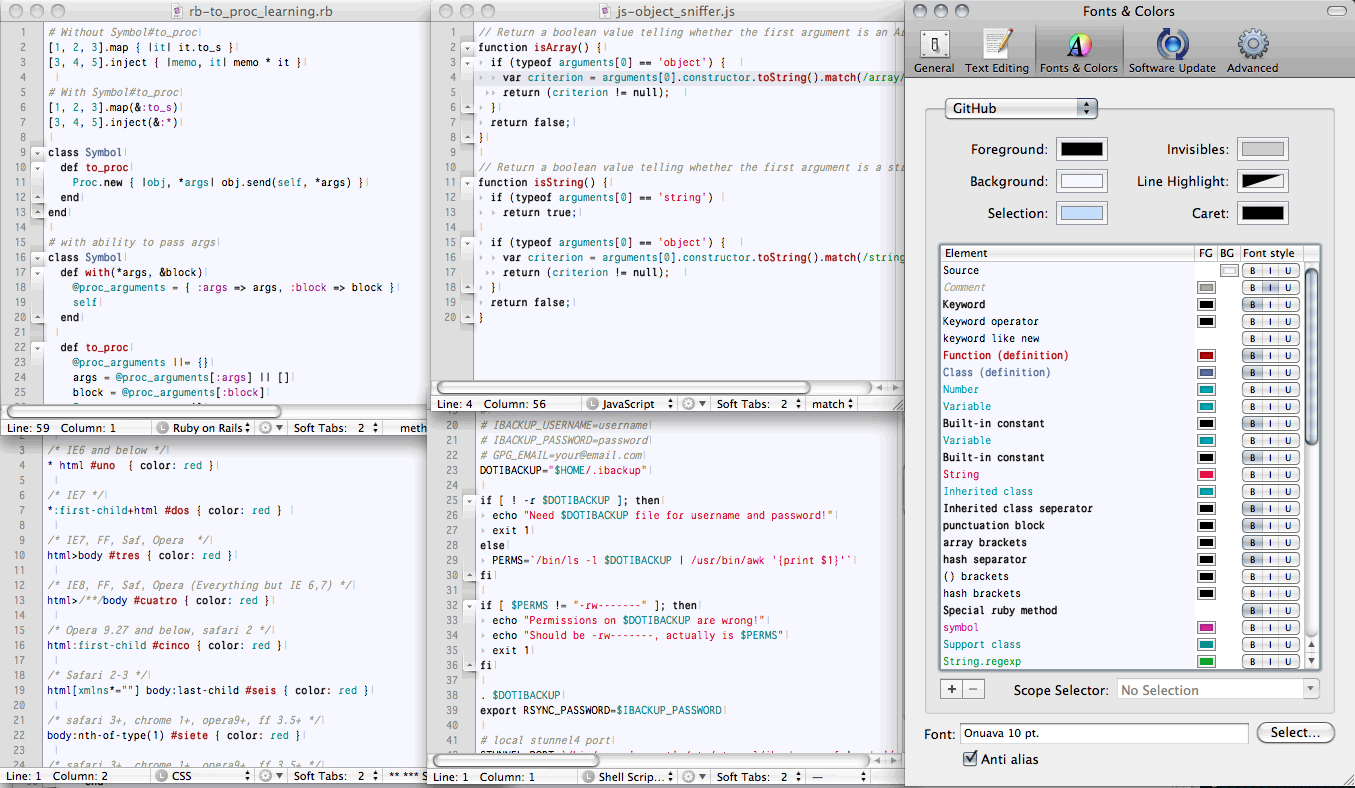 rb-to_proc_learning.rb
1 # Without Symbol#to_proc
2 [1, 2, 3].map { |it| it.to_s }
3 [3, 4, 5].inject { |memo, it| memo * it }
4
5 # With Symbol#to_proc
6 [1, 2, 3].map(&:to_s)
7 [3, 4, 5].inject(&:*)
8
9 class Symbol
10 def to_proc
11 Proc.new { |obj, *args| obj.send(self, *args) }
12 end
13 end
14
15 # with ability to pass args
16 class Symbol
17 def with(*args, &block)
18 @proc_arguments = { :args => args, :block => block }
19 self
20 end
21
22 def to_proc
23 @proc_arguments ||= {}
24 args = @proc_arguments[:args] || []
25 block = @proc_arguments[:block]
Line: 59 Column: 1 Ruby on Rails Soft Tabs: 2 meth
3 /* IE6 and below */
4 * html #uno { color: red }
5
6 /* IE7 */
7 *:first-child+html #dos { color: red }
8
9 /* IE7, FF, Saf, Opera */
10 html>body #tres { color: red }
11
12 /* IE8, FF, Saf, Opera (Everything but IE 6,7) */
13 html>/**/body #cuatro { color: red }
14
15 /* Opera 9.27 and below, safari 2 */
16 html:first-child #cinco { color: red }
17
18 /* Safari 2-3 */
19 html[xmlns*=""] body:last-child #seis { color: red }
20
21 /* safari 3+, chrome 1+, opera9+, ff 3.5+ */
22 body:nth-of-type(1) #siete { color: red }
23
24 /* safari 3+, chrome 1+, opera9+, ff 3.5+ */
Line: 1 Column: 2 CSS Soft Tabs: 2 ** *** S
end
js-object_sniffer.js
1 // Return a boolean value telling whether the first argument is an Ar
2 function isArray() {
3 if (typeof arguments[0] == 'object') {
4 var criterion = arguments[0].constructor.toString().match(/array/
5 return (criterion != null);
6 }
7 return false;
8 }
9
10 // Return a boolean value telling whether the first argument is a str
11 function isString() {
12 if (typeof arguments[0] == 'string')
13 return true;
14
15 if (typeof arguments[0] == 'object') {
16 var criterion = arguments[0].constructor.toString().match(/string
17 return (criterion != null);
18 }
19 return false;
20 }
Line: 4 Column: 56 JavaScript Soft Tabs: 2 match
19 #
20 # IBACKUP_USERNAME=username
21 # IBACKUP_PASSWORD=password
22 # GPG_EMAIL=your@email.com
23 DOTIBACKUP="$HOME/.ibackup"
24
25 if [ ! -r $DOTIBACKUP ]; then
26 echo "Need $DOTIBACKUP file for username and password!"
27 exit 1
28 else
29 PERMS=`/bin/ls -l $DOTIBACKUP | /usr/bin/awk '{print $1}'`
30 fi
31
32 if [ $PERMS != "-rw-------" ]; then
33 echo "Permissions on $DOTIBACKUP are wrong!"
34 echo "Should be -rw-------, actually is $PERMS"
35 exit 1
36 fi
37
38 . $DOTIBACKUP
39 export RSYNC_PASSWORD=$IBACKUP_PASSWORD
40
41 # local stunnel4 port
Line: 1 Column: 1 Shell Scrip... Soft Tabs: 2 —
Fonts & Colors
General Text Editing Fonts & Colors Software Update Advanced
GitHub
Foreground: Invisibles:
Background: Line Highlight:
Selection: Caret:
Element FG BG Font style
Source B I U
Comment B I U
Keyword B I U
Keyword operator B I U
keyword like new B I U
Function (definition) B I U
Class (definition) B I U
Number B I U
Variable B I U
Built-in constant B I U
Variable B I U
Built-in constant B I U
String B I U
Inherited class B I U
Inherited class seperator B I U
punctuation block B I U
array brackets B I U
hash separator B I U
() brackets B I U
hash brackets B I U
Special ruby method B I U
symbol B I U
Support class B I U
String.regexp B I U
+ − Scope Selector: No Selection
Font: Onuava 10 pt. Select...
Anti alias